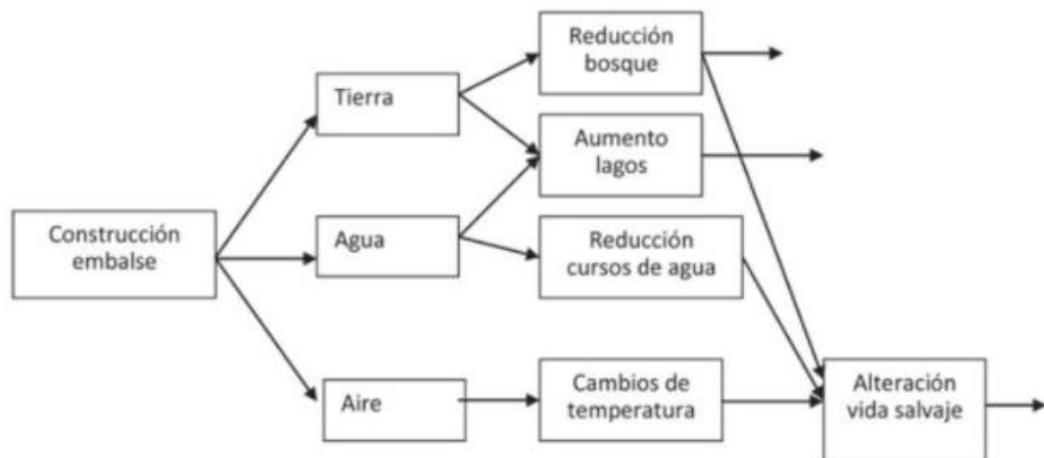 Reducción
bosque
Tierra
Aumento
lagos
Construcción
embalse
Agua
Reducción
cursos de agua
Aire
Cambios de
temperatura
Alteración
vida salvaje